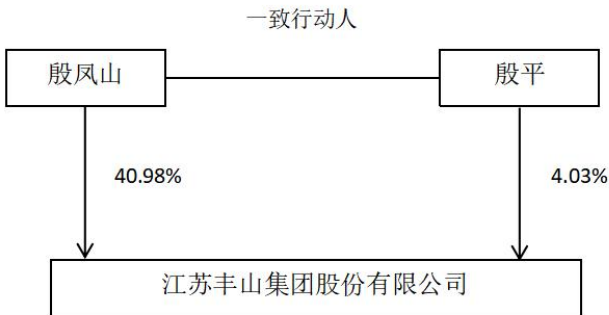 一致行动人
殷凤山
殷平
40.98%
4.03%
江苏丰山集团股份有限公司